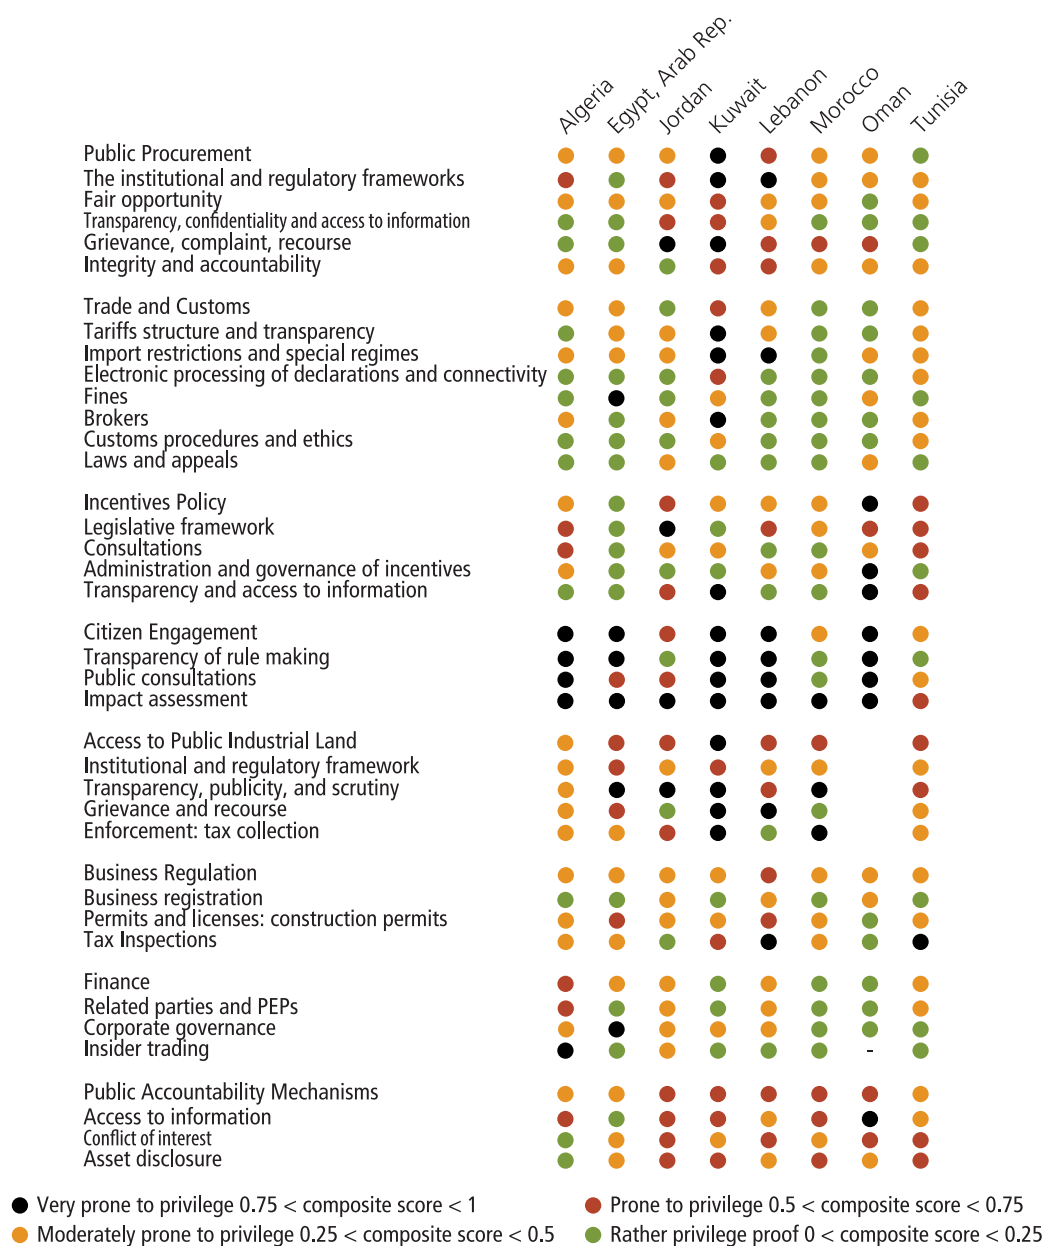 Algeria
Egypt, Arab Rep.
Jordan
Kuwait
Lebanon
Morocco
Oman
Tunisia
Public Procurement
The institutional and regulatory frameworks
Fair opportunity
Transparency, confidentiality and access to information
Grievance, complaint, recourse
Integrity and accountability
Trade and Customs
Tariffs structure and transparency
Import restrictions and special regimes
Electronic processing of declarations and connectivity
Fines
Brokers
Customs procedures and ethics
Laws and appeals
Incentives Policy
Legislative framework
Consultations
Administration and governance of incentives
Transparency and access to information
Citizen Engagement
Transparency of rule making
Public consultations
Impact assessment
Access to Public Industrial Land
Institutional and regulatory framework
Transparency, publicity, and scrutiny
Grievance and recourse
Enforcement: tax collection
Business Regulation
Business registration
Permits and licenses: construction permits
Tax Inspections
Finance
Related parties and PEPs
Corporate governance
Insider trading -
Public Accountability Mechanisms
Access to information
Conflict of interest
Asset disclosure
Very prone to privilege 0.75 < composite score < 1
Prone to privilege 0.5 < composite score < 0.75
Moderately prone to privilege 0.25 < composite score < 0.5
Rather privilege proof 0 < composite score < 0.25